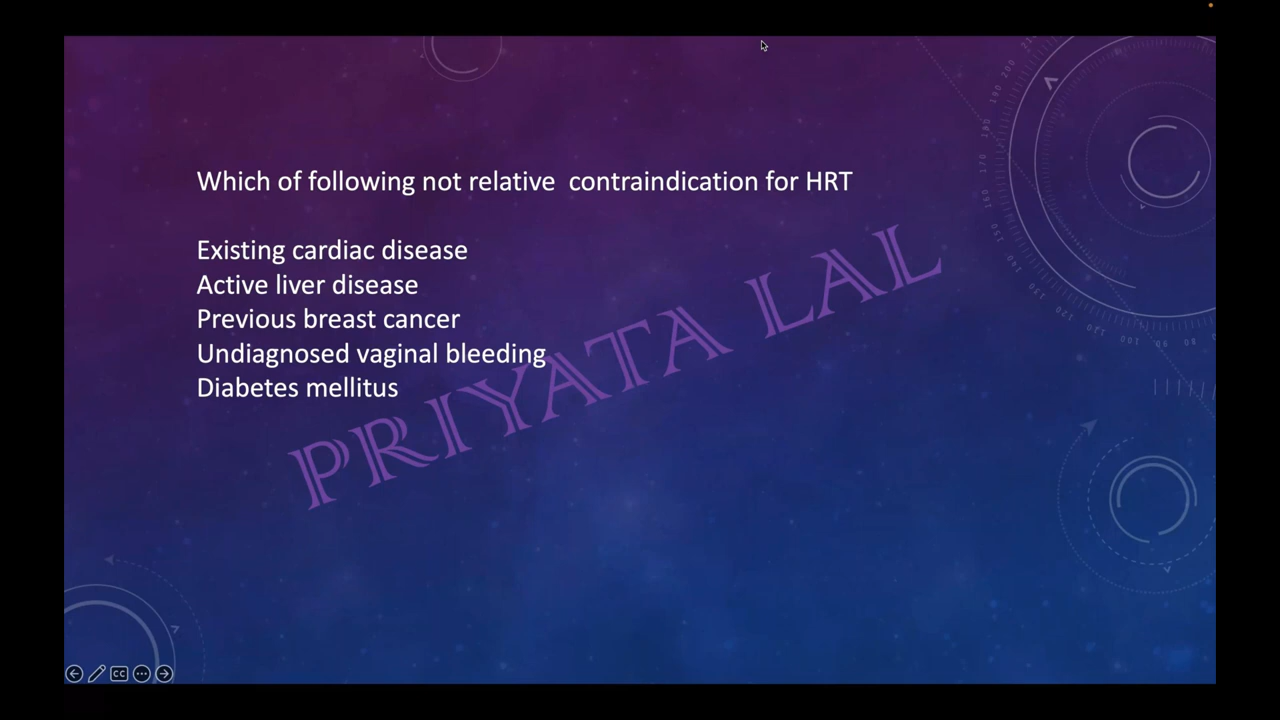 Which of following not relative  contraindication for HRT
Existing cardiac disease
Active liver disease
Previous breast cancer
Undiagnosed vaginal bleeding
Diabetes mellitus
PRIYATA LAL
CC